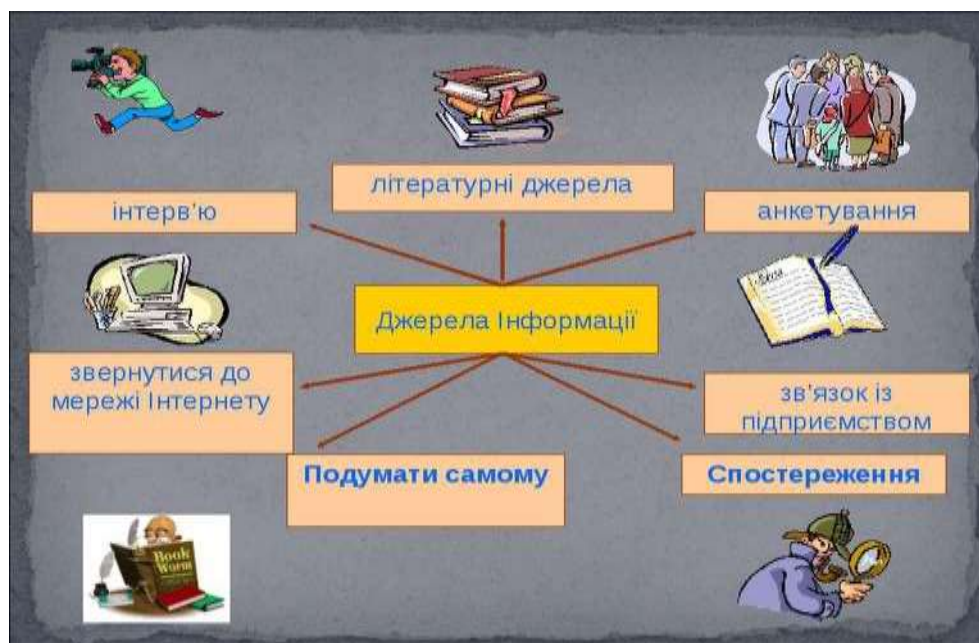 літературні джерела
інтерв'ю
анкетування
Джерела Інформації
звернутися до
мережі Інтернету
зв'язок із
підприємством
Подумати самому
Спостереження
Book
Worm